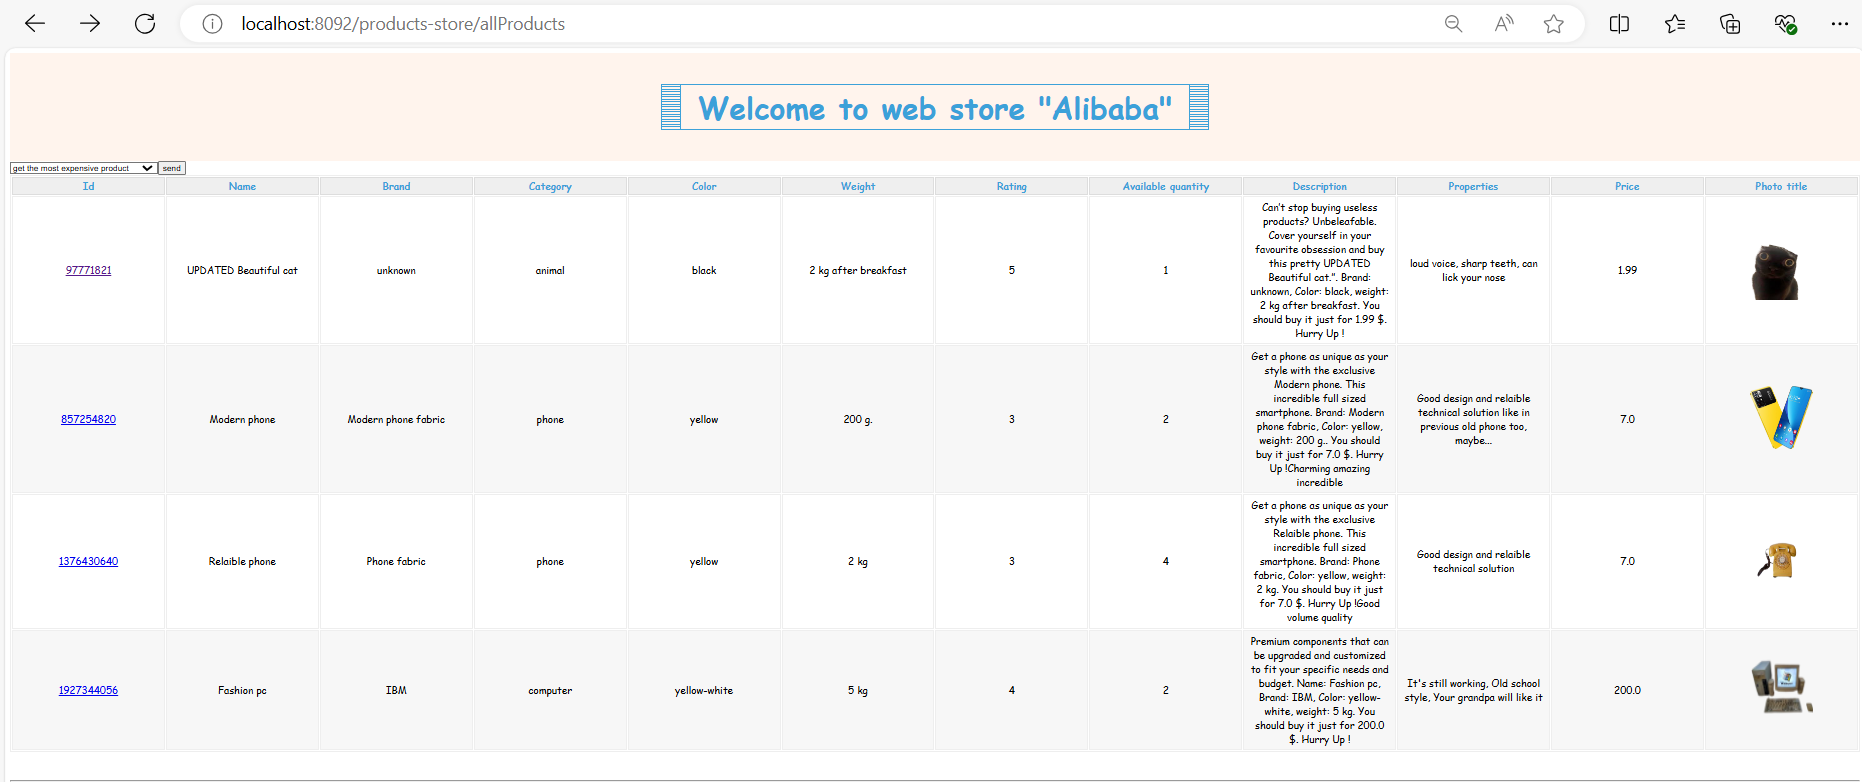 localhost:8092/products-store/allProducts
Welcome to web store "Alibaba"
get the most expensive product send
Id Name Brand Category Color Weight Rating Available quantity Description Properties Price Photo title
97771821 UPDATED Beautiful cat unknown animal black 2 kg after breakfast 5 1
Can't stop buying useless
products? Unbeleafable.
Cover yourself in your
favourite obsession and buy
this pretty UPDATED
Beautiful cat.". Brand:
unknown, Color: black, weight:
2 kg after breakfast. You
should buy it just for 1.99 $.
Hurry Up !
loud voice, sharp teeth, can
lick your nose
1.99
857254820 Modern phone Modern phone fabric phone yellow 200 g. 3 2
Get a phone as unique as your
style with the exclusive
Modern phone. This
incredible full sized
smartphone. Brand: Modern
phone fabric, Color: yellow,
weight: 200 g.. You should
buy it just for 7.0 $. Hurry
Up !Charming amazing
incredible
Good design and relaible
technical solution like in
previous old phone too,
maybe...
7.0
1376430640 Relaible phone Phone fabric phone yellow 2 kg 3 4
Get a phone as unique as your
style with the exclusive
Relaible phone. This
incredible full sized
smartphone. Brand: Phone
fabric, Color: yellow, weight:
2 kg. You should buy it just
for 7.0 $. Hurry Up !Good
volume quality
Good design and relaible
technical solution
7.0
1927344056 Fashion pc IBM computer yellow-white 5 kg 4 2
Premium components that can
be upgraded and customized
to fit your specific needs and
budget. Name: Fashion pc,
Brand: IBM, Color: yellow-
white, weight: 5 kg. You
should buy it just for 200.0
$. Hurry Up !
It's still working, Old school
style, Your grandpa will like it
200.0